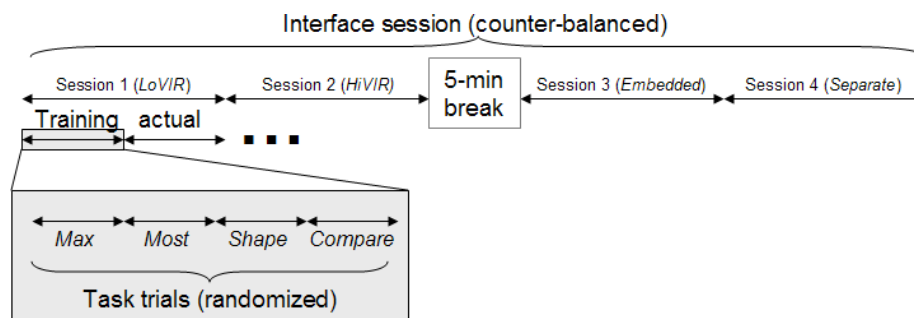 Interface session (counter-balanced)
Session 1 (LoVIR)
Session 2 (HiVIR)
5-min
break
Session 3 (Embedded)
Session 4 (Separate)
Training
actual
Max
Most
Shape
Compare
Task trials (randomized)